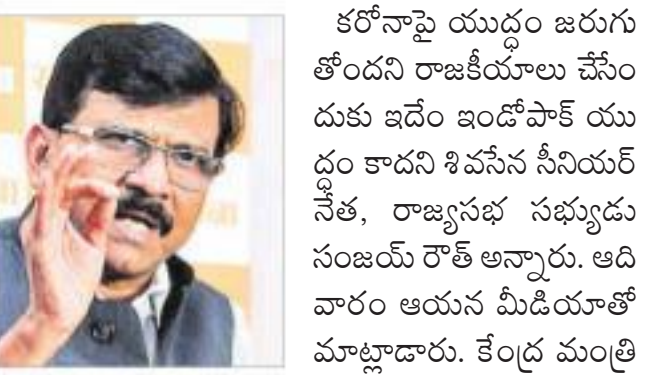 కరోనాపై యుద్ధం జరుగు
తోందని రాజకీయాలు చేసేం
దుకు ఇదేం ఇండోపాక్ యు
ద్ధం కాదని శివసేన సీనియర్
నేత, రాజ్యసభ సభ్యుడు
సంజయ్ రౌత్ అన్నారు. ఆది
వారం ఆయన మీడియాతో
మాట్లాడారు. కేంద్ర మంత్రి